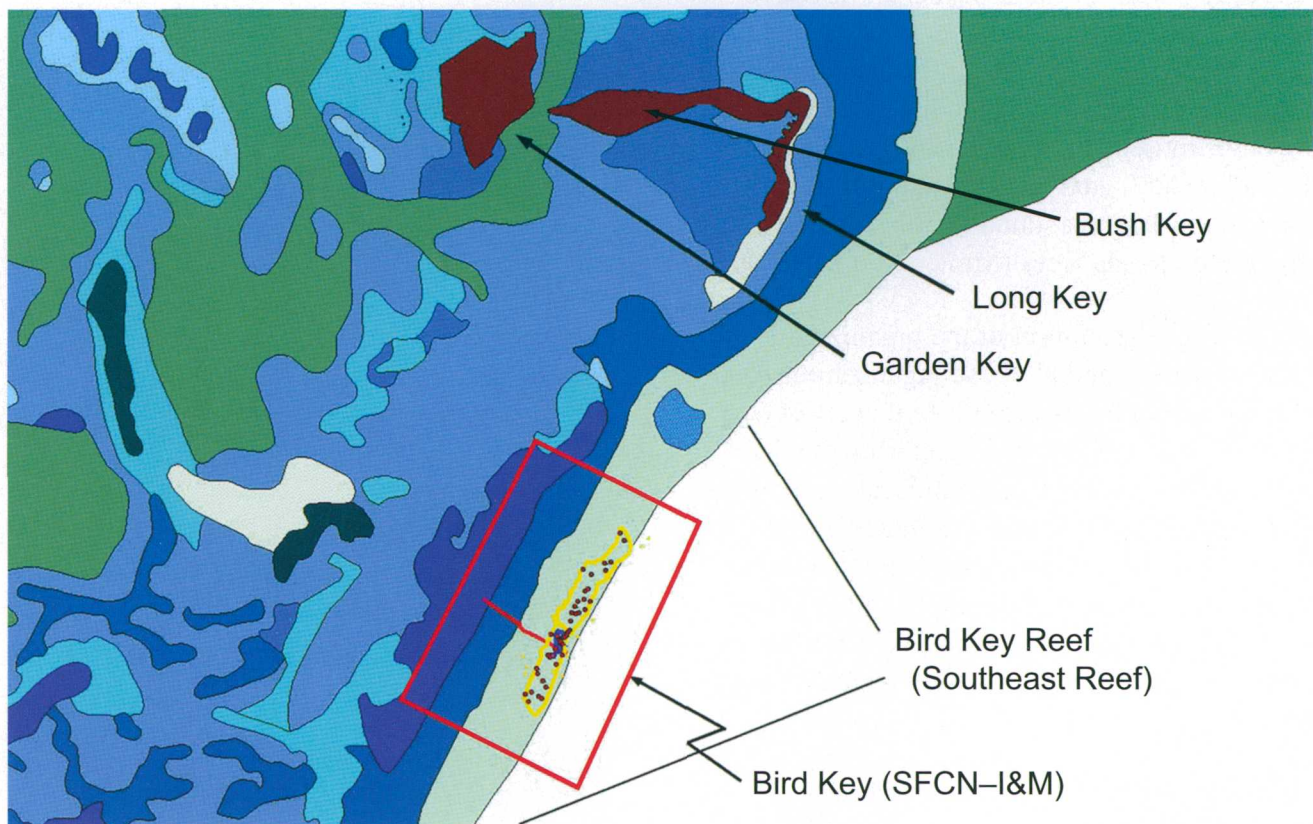 Bush Key
Long Key
Garden Key
Bird Key Reef
(Southeast Reef)
Bird Key (SFCN–I&M)